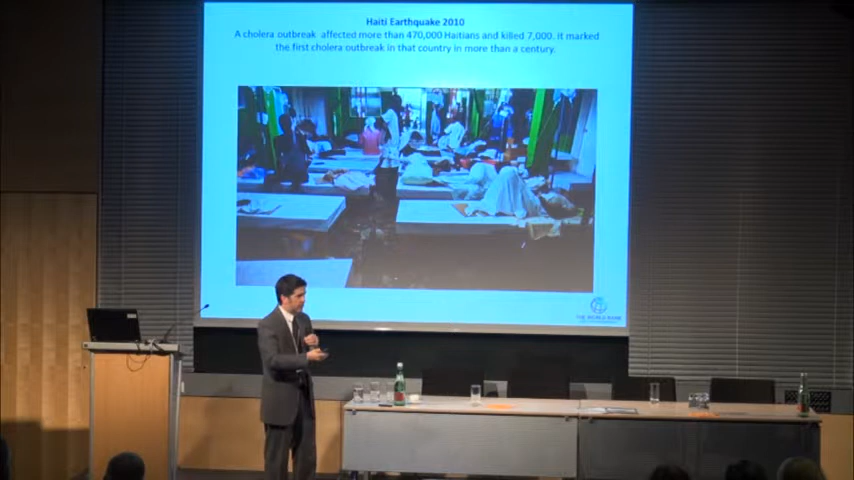 Haiti Earthquake 2010
A cholera outbreak affected more than 470,000 Haitians and killed 7,000. it marked
the first cholera outbreak in that country in more than a century.
THE WORLD BANK